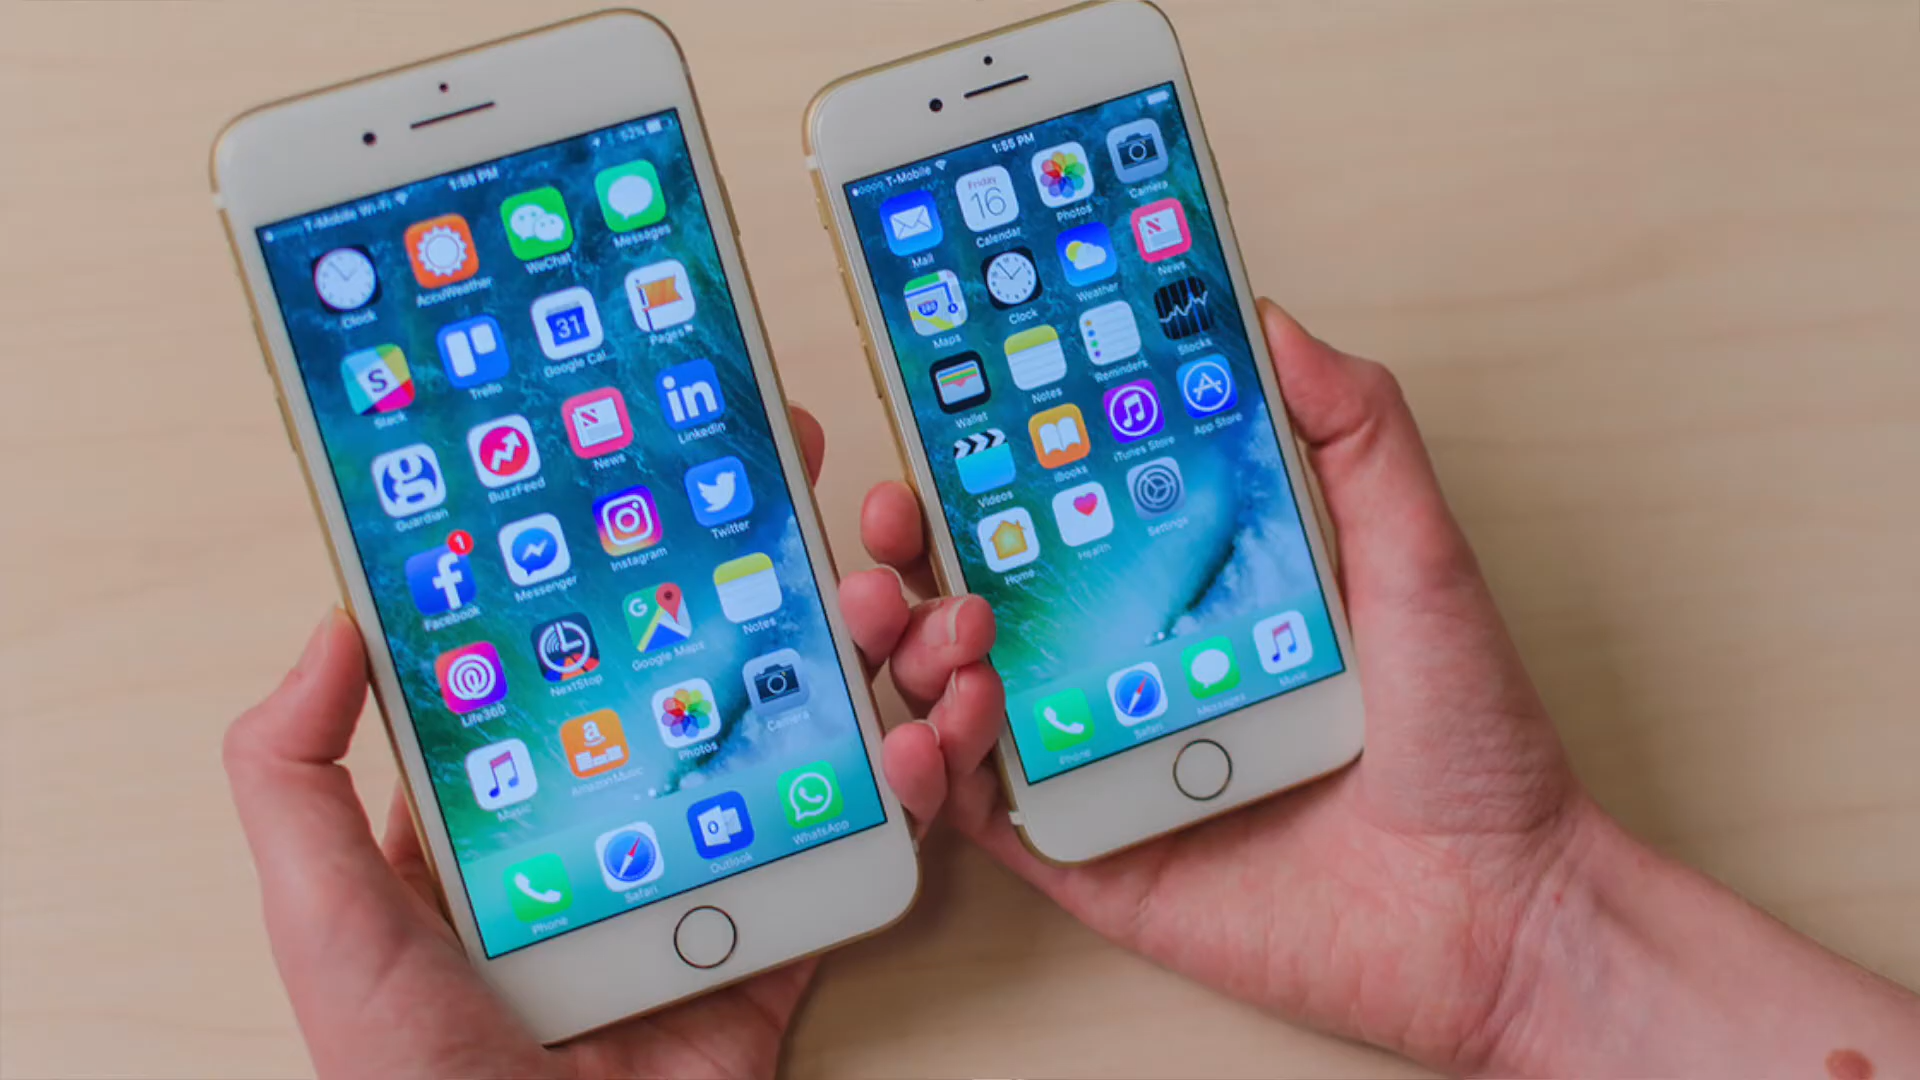 T-Mobile Wi-Fi 1:55 PM 52%
Clock AccuWeather WeChat Messages
Slack Trello Google Cal... Pages
Guardian BuzzFeed News LinkedIn
Facebook Messenger Instagram Twitter
Life360 NextStop Google Maps Notes
Music Amazon Music Photos Camera
Phone Safari Outlook WhatsApp
31
S
in
g
1
f
G
a
O
T-Mobile 1:55 PM
Friday
16
Mail Calendar Photos Camera
280
Maps Clock Weather News
Wallet Notes Reminders Stocks
Videos iBooks iTunes Store App Store
Home Health Settings
Phone Safari Messages Music